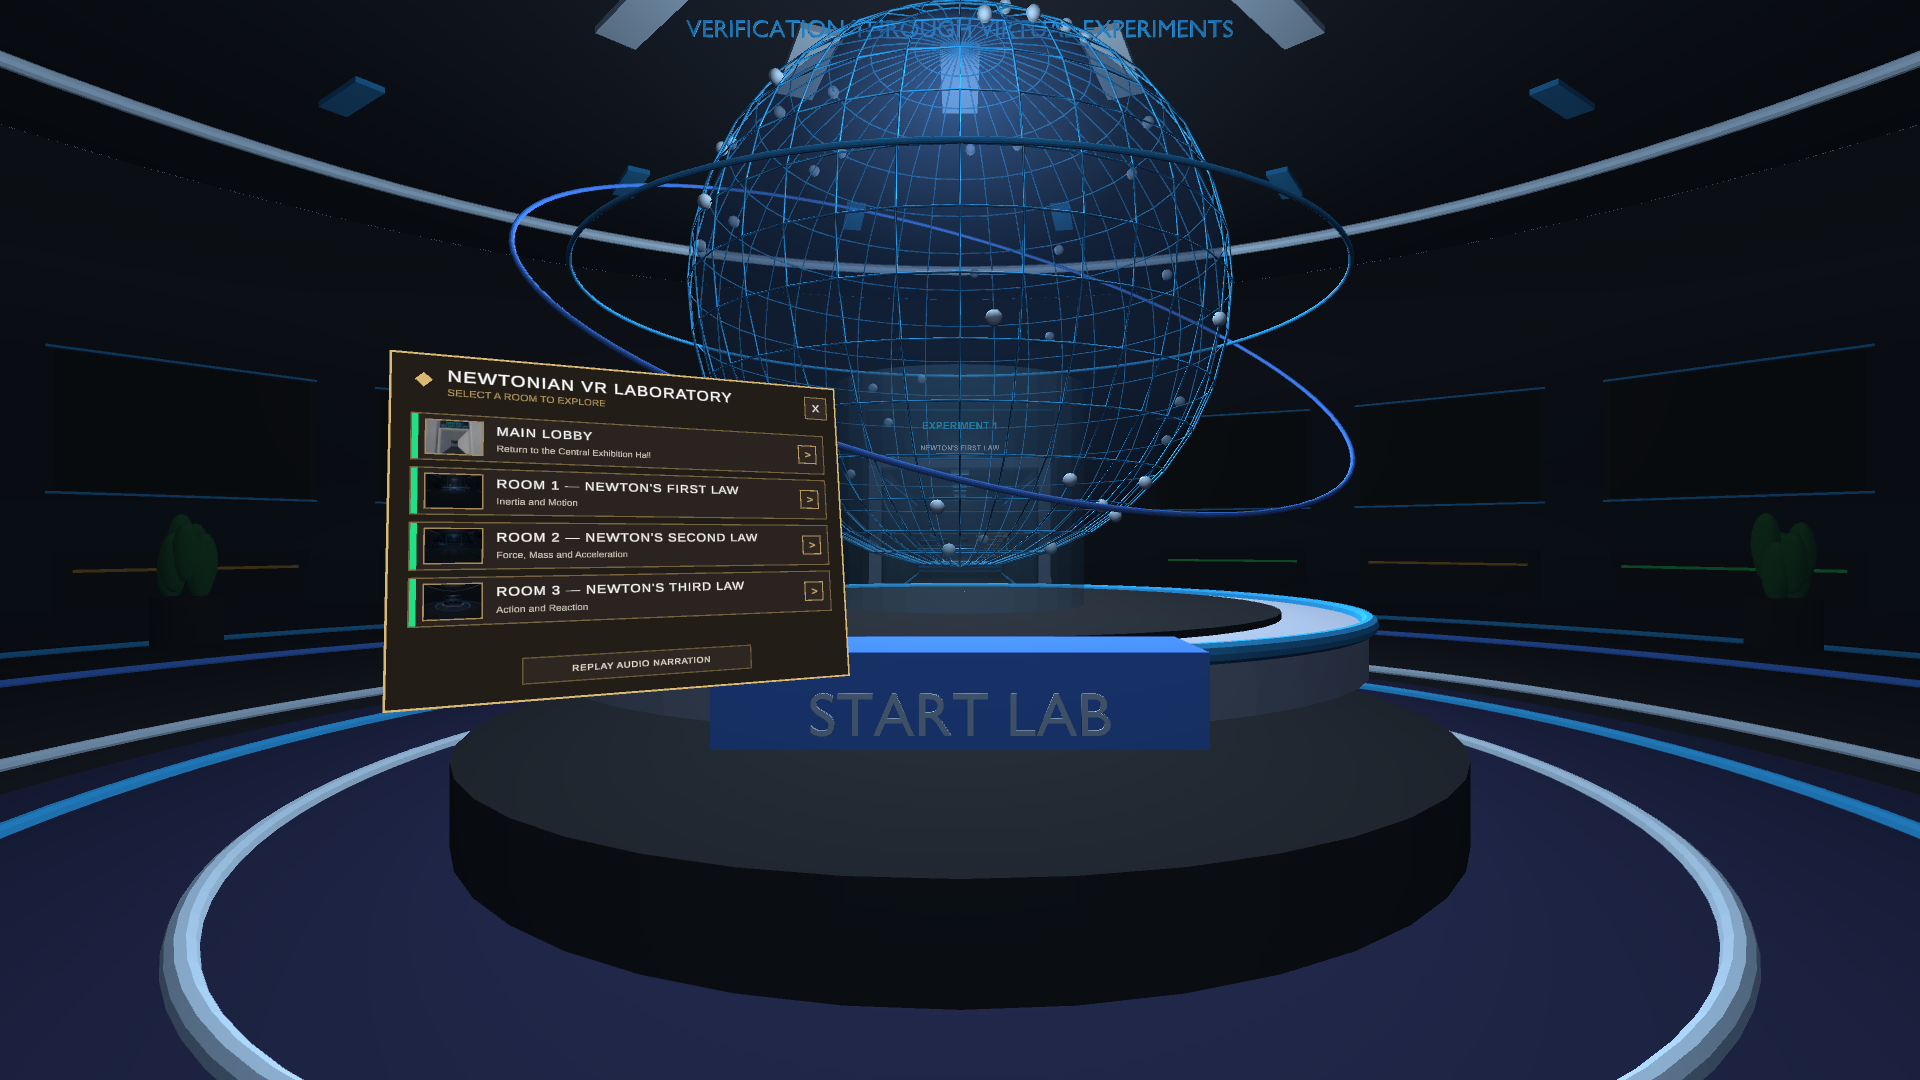 VERIFICATION THROUGH VIRTUAL EXPERIMENTS
NEWTONIAN VR LABORATORY
SELECT A ROOM TO EXPLORE
X
MAIN LOBBY
Return to the Central Exhibition Hall
>
ROOM 1 — NEWTON'S FIRST LAW
Inertia and Motion
>
ROOM 2 — NEWTON'S SECOND LAW
Force, Mass and Acceleration
>
ROOM 3 — NEWTON'S THIRD LAW
Action and Reaction
>
REPLAY AUDIO NARRATION
EXPERIMENT 1
NEWTON'S FIRST LAW
START LAB